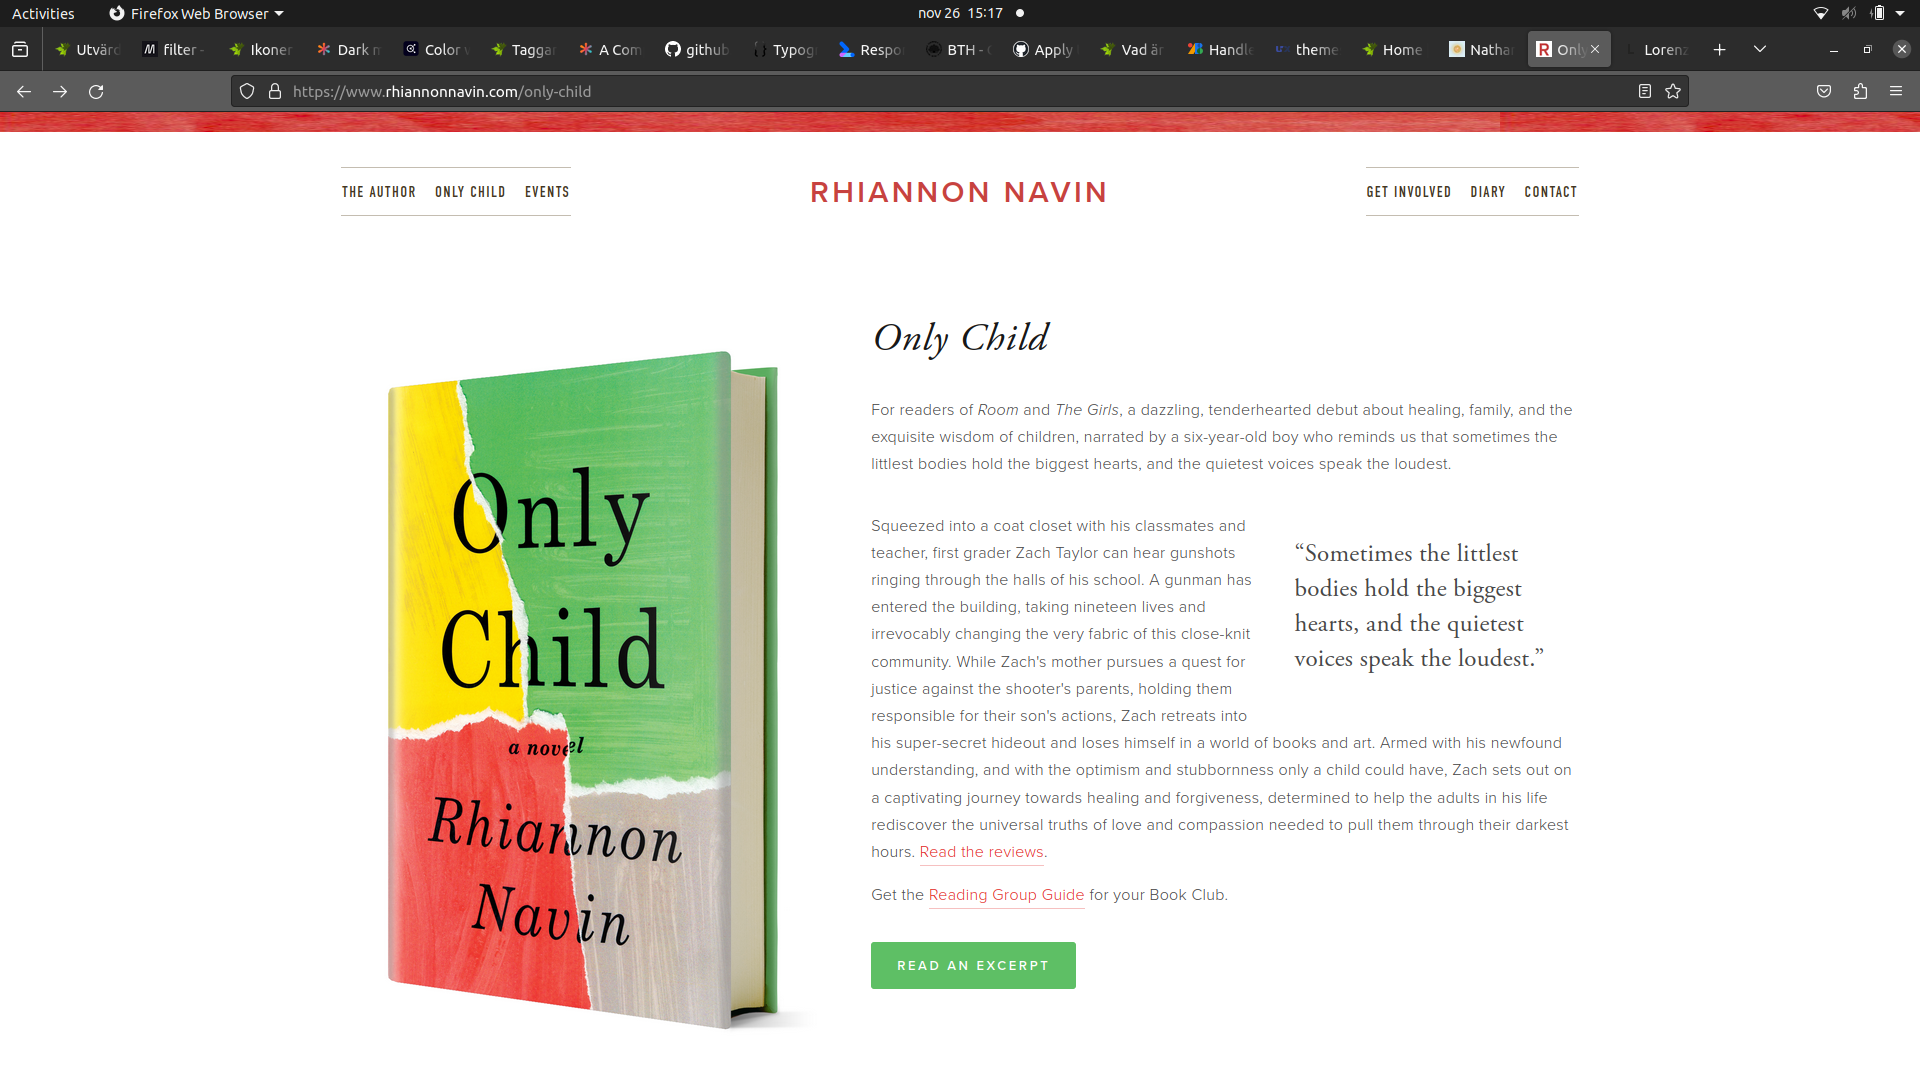 Activities Firefox Web Browser nov 26 15:17
Utvärd filter - Ikoner Dark m Color v Taggar A Com github Typog Respo BTH - Apply Vad är Handle theme Home Nathan Only Lorenz
https://www.rhiannonnavin.com/only-child
THE AUTHOR ONLY CHILD EVENTS
RHIANNON NAVIN
GET INVOLVED DIARY CONTACT
Only
Child
a novel
Rhiannon
Navin
Only Child
For readers of Room and The Girls, a dazzling, tenderhearted debut about healing, family, and the
exquisite wisdom of children, narrated by a six-year-old boy who reminds us that sometimes the
littlest bodies hold the biggest hearts, and the quietest voices speak the loudest.
Squeezed into a coat closet with his classmates and
teacher, first grader Zach Taylor can hear gunshots
ringing through the halls of his school. A gunman has
entered the building, taking nineteen lives and
irrevocably changing the very fabric of this close-knit
community. While Zach's mother pursues a quest for
justice against the shooter's parents, holding them
responsible for their son's actions, Zach retreats into
his super-secret hideout and loses himself in a world of books and art. Armed with his newfound
understanding, and with the optimism and stubbornness only a child could have, Zach sets out on
a captivating journey towards healing and forgiveness, determined to help the adults in his life
rediscover the universal truths of love and compassion needed to pull them through their darkest
hours. Read the reviews.
“Sometimes the littlest
bodies hold the biggest
hearts, and the quietest
voices speak the loudest.”
Get the Reading Group Guide for your Book Club.
READ AN EXCERPT